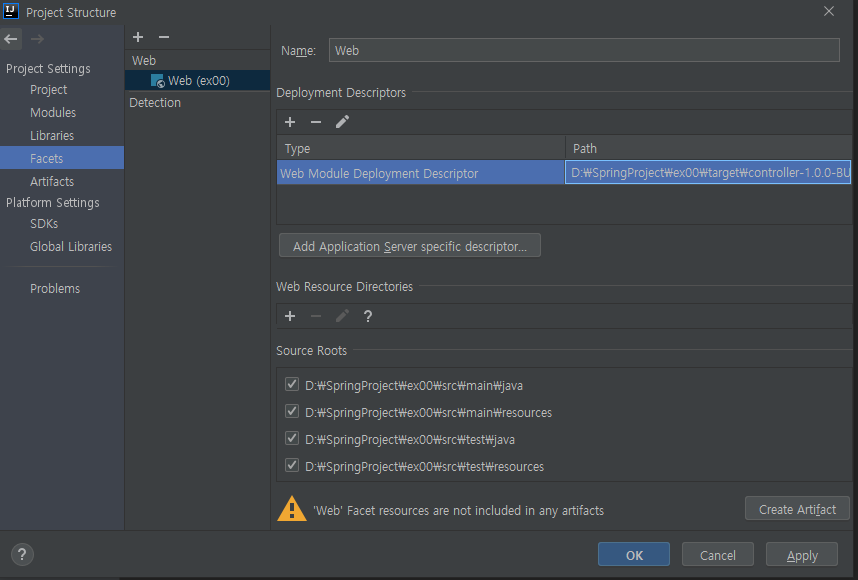 IJ
Project Structure
Project Settings
Project
Modules
Libraries
Facets
Artifacts
Platform Settings
SDKs
Global Libraries
Problems
Web
Web (ex00)
Detection
Name: Web
Deployment Descriptors
Type Path
Web Module Deployment Descriptor D:₩SpringProject₩ex00₩target₩controller-1.0.0-BU
Add Application Server specific descriptor...
Web Resource Directories
?
Source Roots
D:₩SpringProject₩ex00₩src₩main₩java
D:₩SpringProject₩ex00₩src₩main₩resources
D:₩SpringProject₩ex00₩src₩test₩java
D:₩SpringProject₩ex00₩src₩test₩resources
'Web' Facet resources are not included in any artifacts
Create Artifact
?
OK Cancel Apply